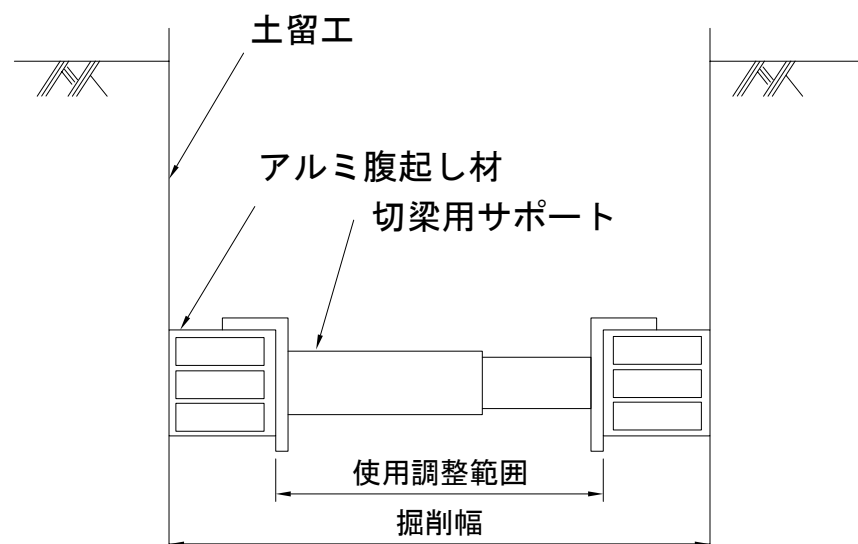 土留工
アルミ腹起し材
切梁用サポート
使用調整範囲
掘削幅